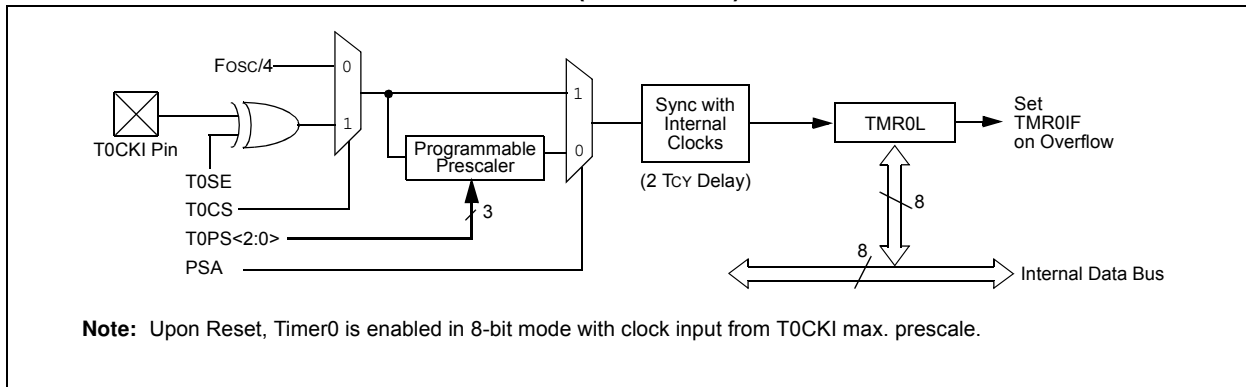 FOSC/4
0
1
T0CKI Pin
T0SE
T0CS
T0PS<2:0>
PSA
Programmable
Prescaler
3
1
0
Sync with
Internal
Clocks
(2 TCY Delay)
TMR0L
Set
TMR0IF
on Overflow
8
8
Internal Data Bus
Note: Upon Reset, Timer0 is enabled in 8-bit mode with clock input from T0CKI max. prescale.